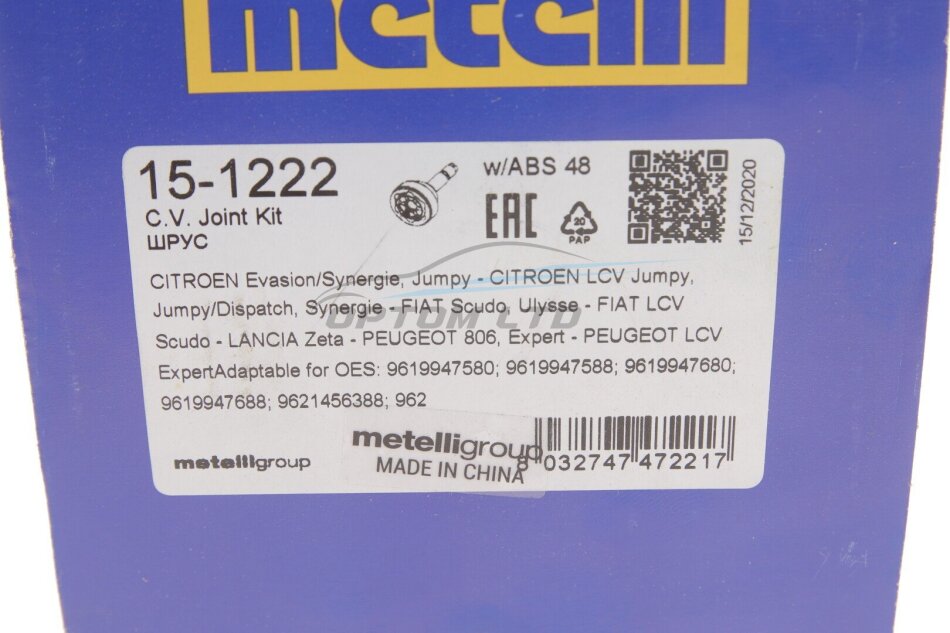 metelli
15-1222
C.V. Joint Kit
ШРУС
w/ABS 48
EAC
20
PAP
15/12/2020
CITROEN Evasion/Synergie, Jumpy - CITROEN LCV Jumpy,
Jumpy/Dispatch, Synergie - FIAT Scudo, Ulysse - FIAT LCV
Scudo - LANCIA Zeta - PEUGEOT 806, Expert - PEUGEOT LCV
ExpertAdaptable for OES: 9619947580; 9619947588; 9619947680;
9619947688; 9621456388; 962
OPTOM LTD
metelligroup
metelligroup
MADE IN CHINA
8 032747 472217